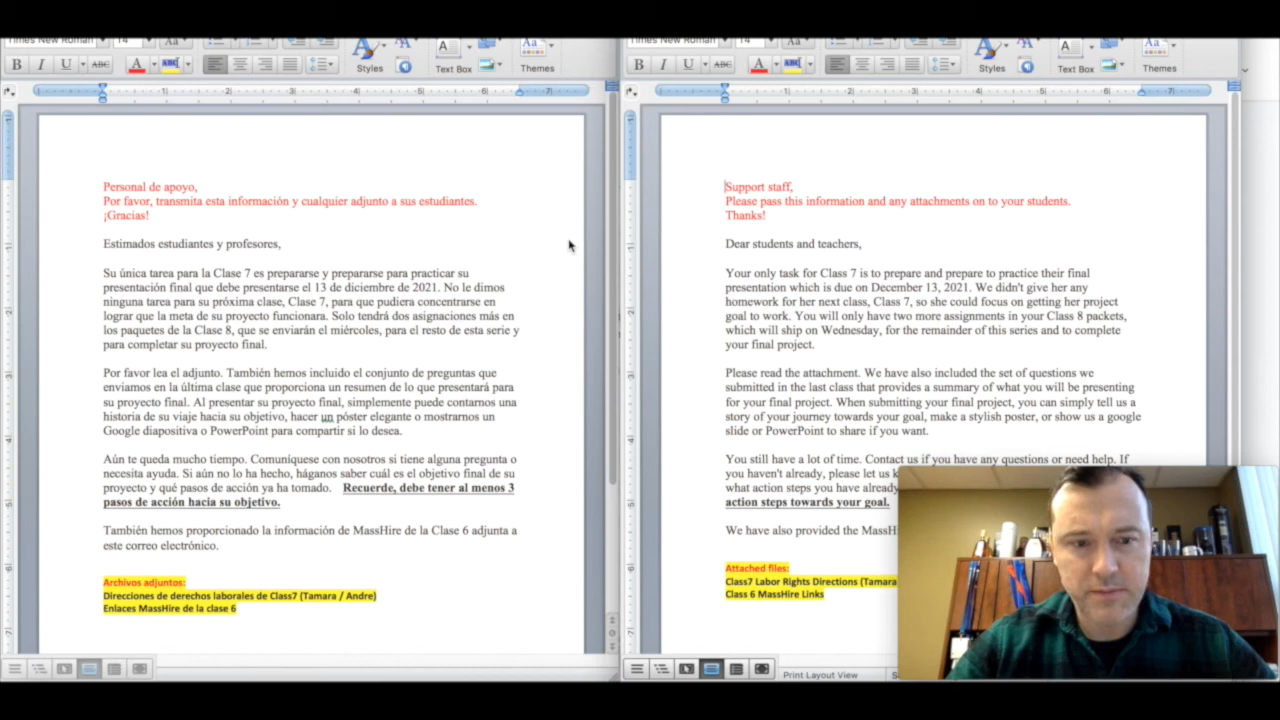 Times New Roman 14 Aa
B I U ABC A ABC Styles A Text Box Aa Themes
1 2 3 4 5 6 7
Personal de apoyo,
Por favor, transmita esta información y cualquier adjunto a sus estudiantes.
¡Gracias!
Estimados estudiantes y profesores,
Su única tarea para la Clase 7 es prepararse y prepararse para practicar su
presentación final que debe presentarse el 13 de diciembre de 2021. No le dimos
ninguna tarea para su próxima clase, Clase 7, para que pudiera concentrarse en
lograr que la meta de su proyecto funcionara. Solo tendrá dos asignaciones más en
los paquetes de la Clase 8, que se enviarán el miércoles, para el resto de esta serie y
para completar su proyecto final.
Por favor lea el adjunto. También hemos incluido el conjunto de preguntas que
enviamos en la última clase que proporciona un resumen de lo que presentará para
su proyecto final. Al presentar su proyecto final, simplemente puede contarnos una
historia de su viaje hacia su objetivo, hacer un póster elegante o mostrarnos un
Google diapositiva o PowerPoint para compartir si lo desea.
Aún te queda mucho tiempo. Comuníquese con nosotros si tiene alguna pregunta o
necesita ayuda. Si aún no lo ha hecho, háganos saber cuál es el objetivo final de su
proyecto y qué pasos de acción ya ha tomado. Recuerde, debe tener al menos 3
pasos de acción hacia su objetivo.
También hemos proporcionado la información de MassHire de la Clase 6 adjunta a
este correo electrónico.
Archivos adjuntos:
Direcciones de derechos laborales de Class7 (Tamara / Andre)
Enlaces MassHire de la clase 6
Times New Roman 14 Aa
B I U ABC A ABC Styles A Text Box Aa Themes
1 2 3 4 5 6 7
Support staff,
Please pass this information and any attachments on to your students.
Thanks!
Dear students and teachers,
Your only task for Class 7 is to prepare and prepare to practice their final
presentation which is due on December 13, 2021. We didn't give her any
homework for her next class, Class 7, so she could focus on getting her project
goal to work. You will only have two more assignments in your Class 8 packets,
which will ship on Wednesday, for the remainder of this series and to complete
your final project.
Please read the attachment. We have also included the set of questions we
submitted in the last class that provides a summary of what you will be presenting
for your final project. When submitting your final project, you can simply tell us a
story of your journey towards your goal, make a stylish poster, or show us a google
slide or PowerPoint to share if you want.
You still have a lot of time. Contact us if you have any questions or need help. If
you haven't already, please let us k
what action steps you have already
action steps towards your goal.
We have also provided the MassHi
Attached files:
Class7 Labor Rights Directions (Tamara
Class 6 MassHire Links
Print Layout View